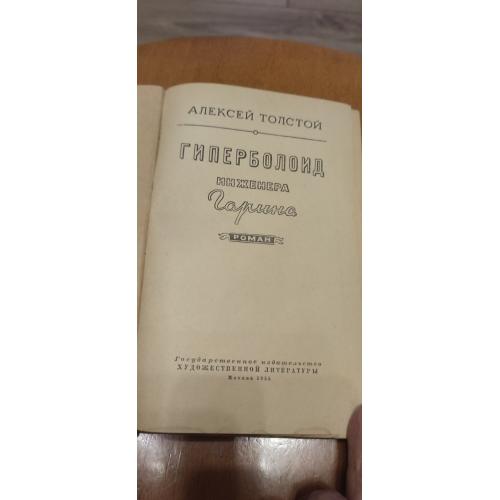 АЛЕКСЕЙ ТОЛСТОЙ
ГИПЕРБОЛОИД
ИНЖЕНЕРА
Гарина
РОМАН
Государственное издательство
ХУДОЖЕСТВЕННОЙ ЛИТЕРАТУРЫ
Москва